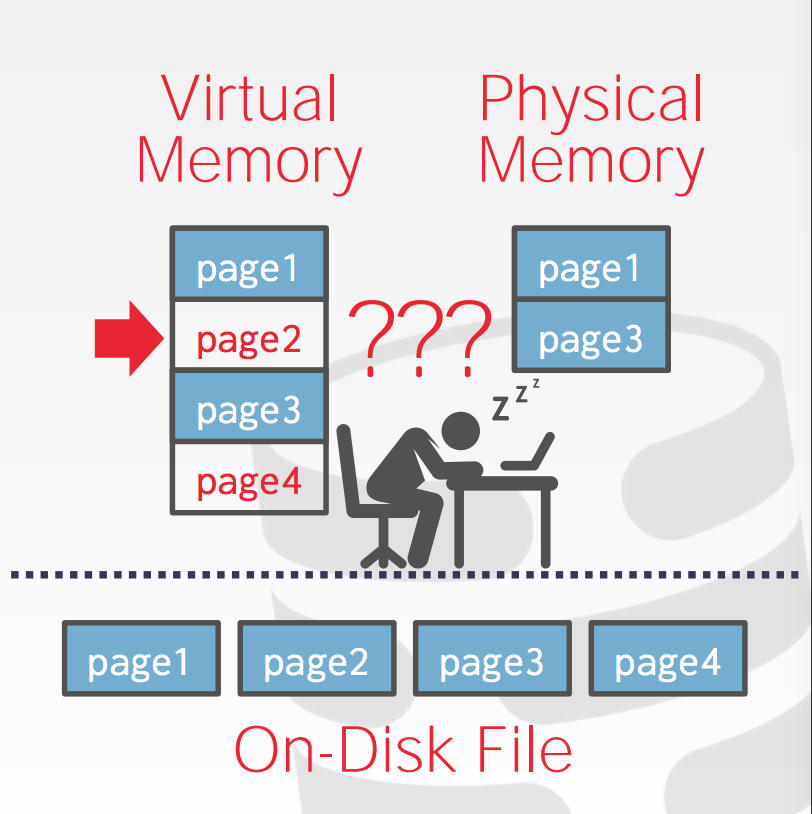 Virtual
Memory
Physical
Memory
page1
page2
page3
page4
???
page1
page3
z z z
page1 page2 page3 page4
On-Disk File